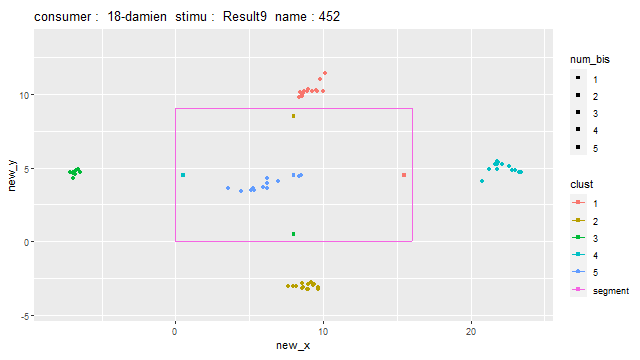 consumer : 18-damien stimu : Result9 name : 452
num_bis
1
2
3
4
5
clust
1
2
3
4
5
segment
new_y
10
5
0
-5
0
10
20
new_x